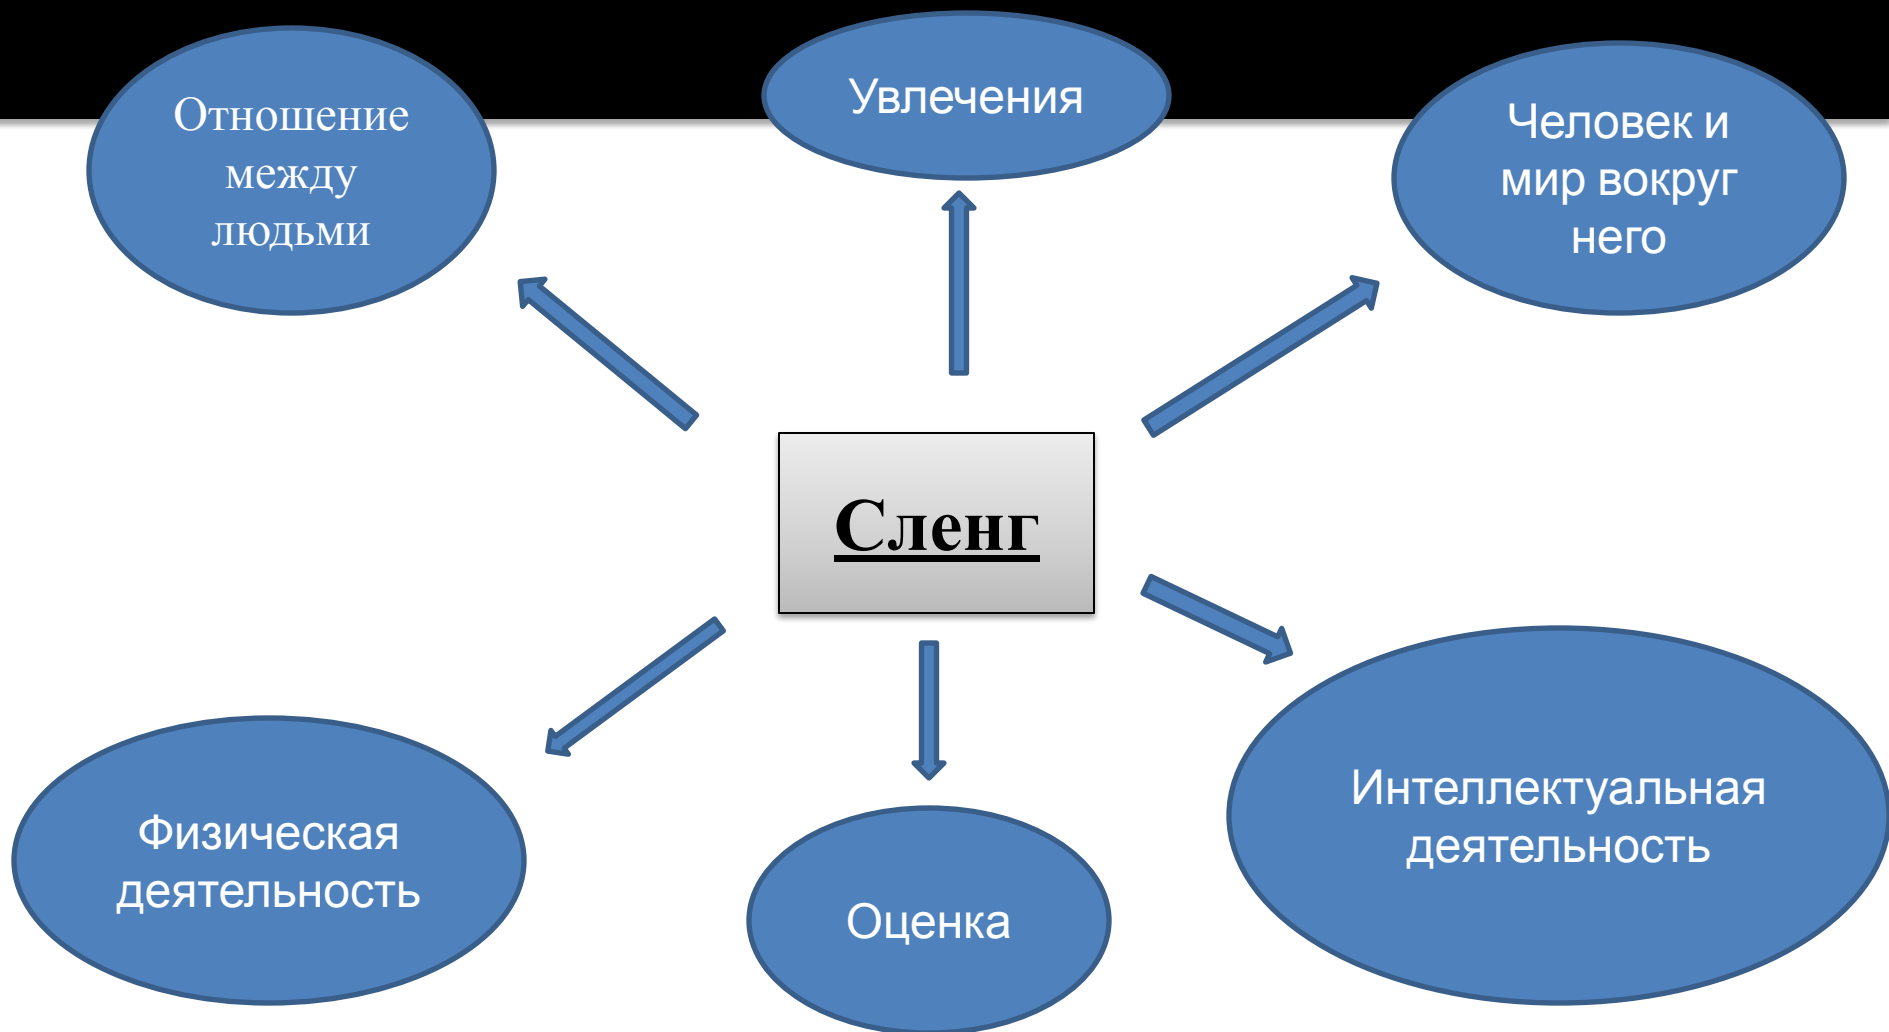 Отношение
между
людьми
Увлечения
Человек и
мир вокруг
него
Сленг
Физическая
деятельность
Оценка
Интеллектуальная
деятельность